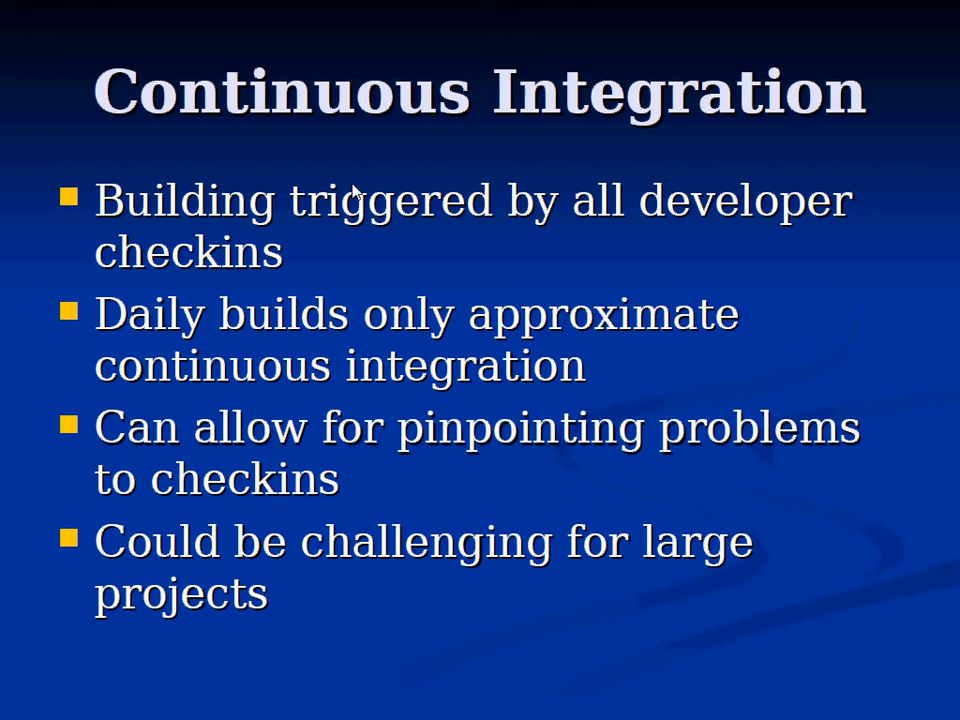 Continuous Integration
Building triggered by all developer
checkins
Daily builds only approximate
continuous integration
Can allow for pinpointing problems
to checkins
Could be challenging for large
projects